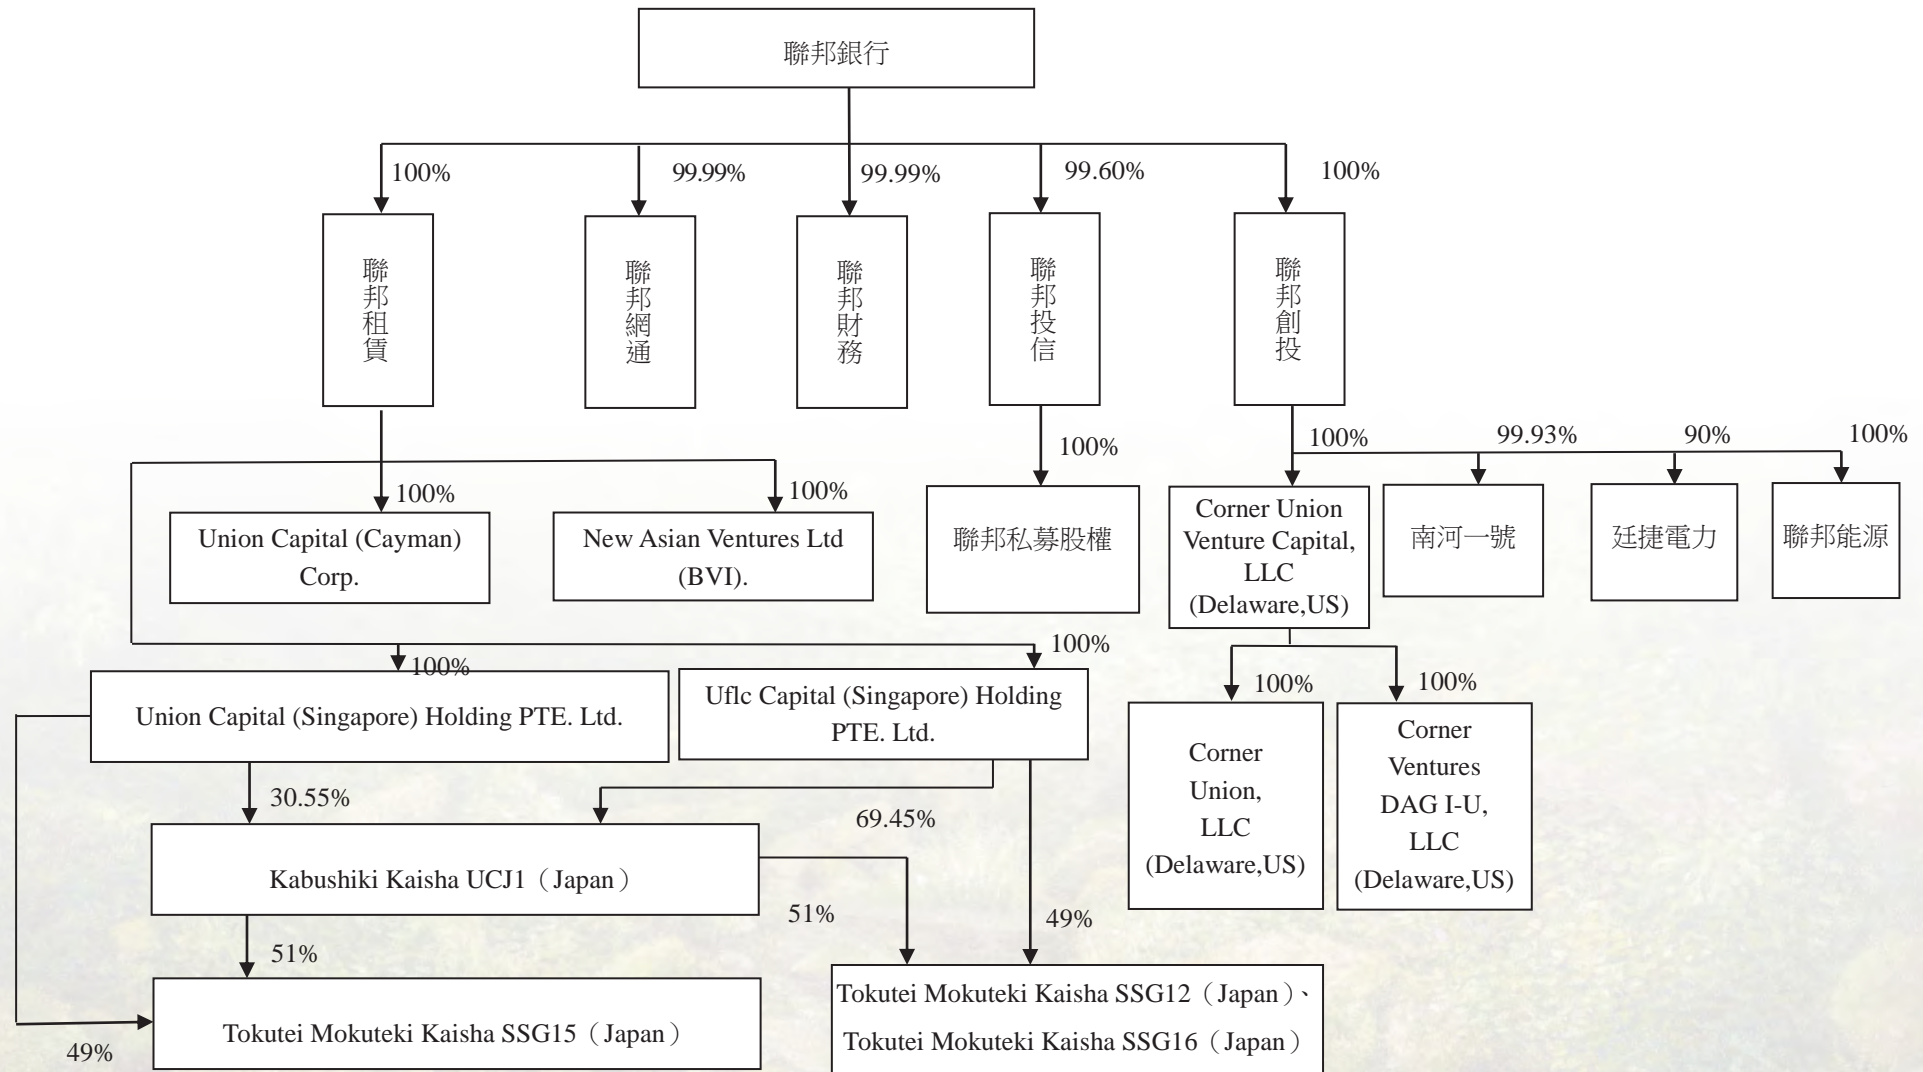 聯邦銀行
100%
99.99%
99.99%
99.60%
100%
聯邦租賃
聯邦網通
聯邦財務
聯邦投信
聯邦創投
100%
100%
100%
100%
99.93%
90%
100%
Union Capital (Cayman)
Corp.
New Asian Ventures Ltd
(BVI).
聯邦私募股權
Corner Union
Venture Capital,
LLC
(Delaware,US)
南河一號
廷捷電力
聯邦能源
100%
100%
Union Capital (Singapore) Holding PTE. Ltd.
Uflc Capital (Singapore) Holding
PTE. Ltd.
100%
100%
Corner
Union,
LLC
(Delaware,US)
Corner
Ventures
DAG I-U,
LLC
(Delaware,US)
30.55%
69.45%
Kabushiki Kaisha UCJ1（Japan）
51%
51%
49%
49%
Tokutei Mokuteki Kaisha SSG15（Japan）
Tokutei Mokuteki Kaisha SSG12（Japan）、
Tokutei Mokuteki Kaisha SSG16（Japan）